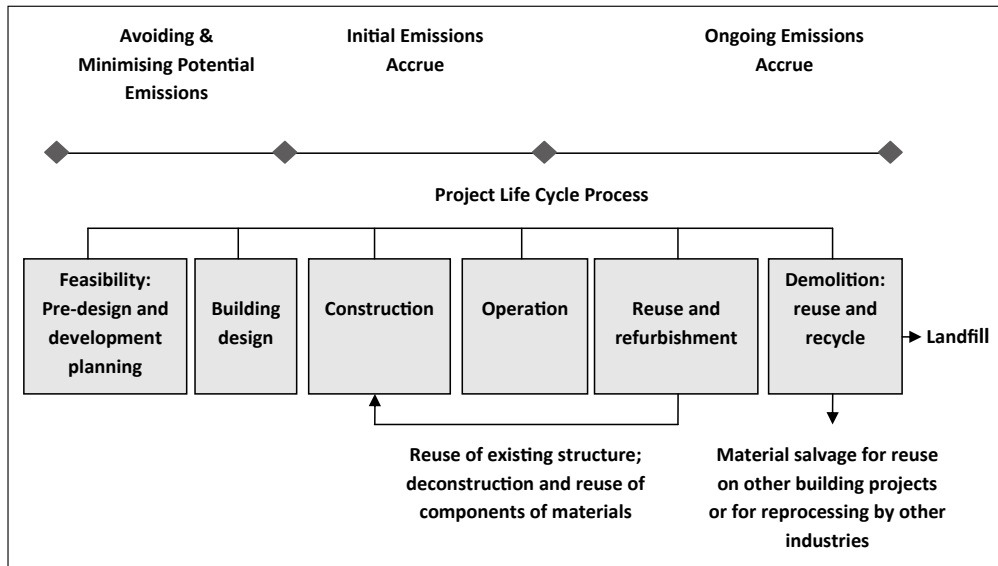 Avoiding &
Minimising Potential
Emissions
Initial Emissions
Accrue
Ongoing Emissions
Accrue
Project Life Cycle Process
Feasibility:
Pre-design and
development
planning
Building
design
Construction
Operation
Reuse and
refurbishment
Demolition:
reuse and
recycle
Landfill
Reuse of existing structure;
deconstruction and reuse of
components of materials
Material salvage for reuse
on other building projects
or for reprocessing by other
industries